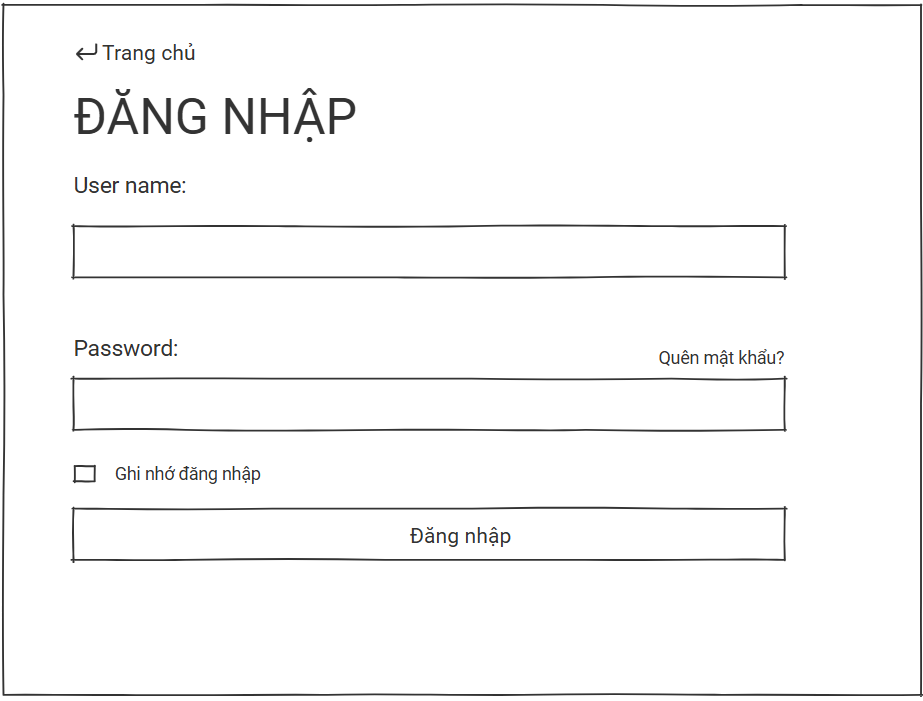 Trang chủ
ĐĂNG NHẬP
User name:
Password:
Quên mật khẩu?
Ghi nhớ đăng nhập
Đăng nhập